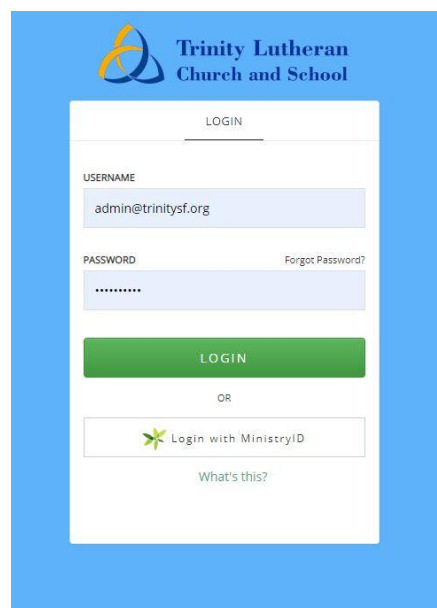 Trinity Lutheran
Church and School
LOGIN
USERNAME
admin@trinitysf.org
PASSWORD Forgot Password?
••••••••••
LOGIN
OR
Login with MinistryID
What's this?